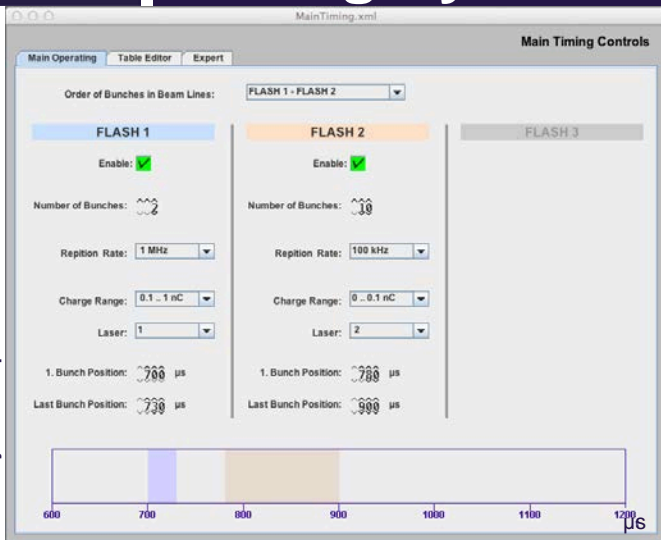 MainTiming.xml
Main Timing Controls
Main Operating Table Editor Expert
Order of Bunches in Beam Lines: FLASH 1 - FLASH 2
FLASH 1 FLASH 2 FLASH 3
Enable: Enable:
Number of Bunches: 2 Number of Bunches: 10
Repition Rate: 1 MHz Repition Rate: 100 kHz
Charge Range: 0.1 .. 1 nC Charge Range: 0 .. 0.1 nC
Laser: 1 Laser: 2
1. Bunch Position: 700 µs 1. Bunch Position: 780 µs
Last Bunch Position: 730 µs Last Bunch Position: 900 µs
600 700 800 900 1000 1100 1200
µs